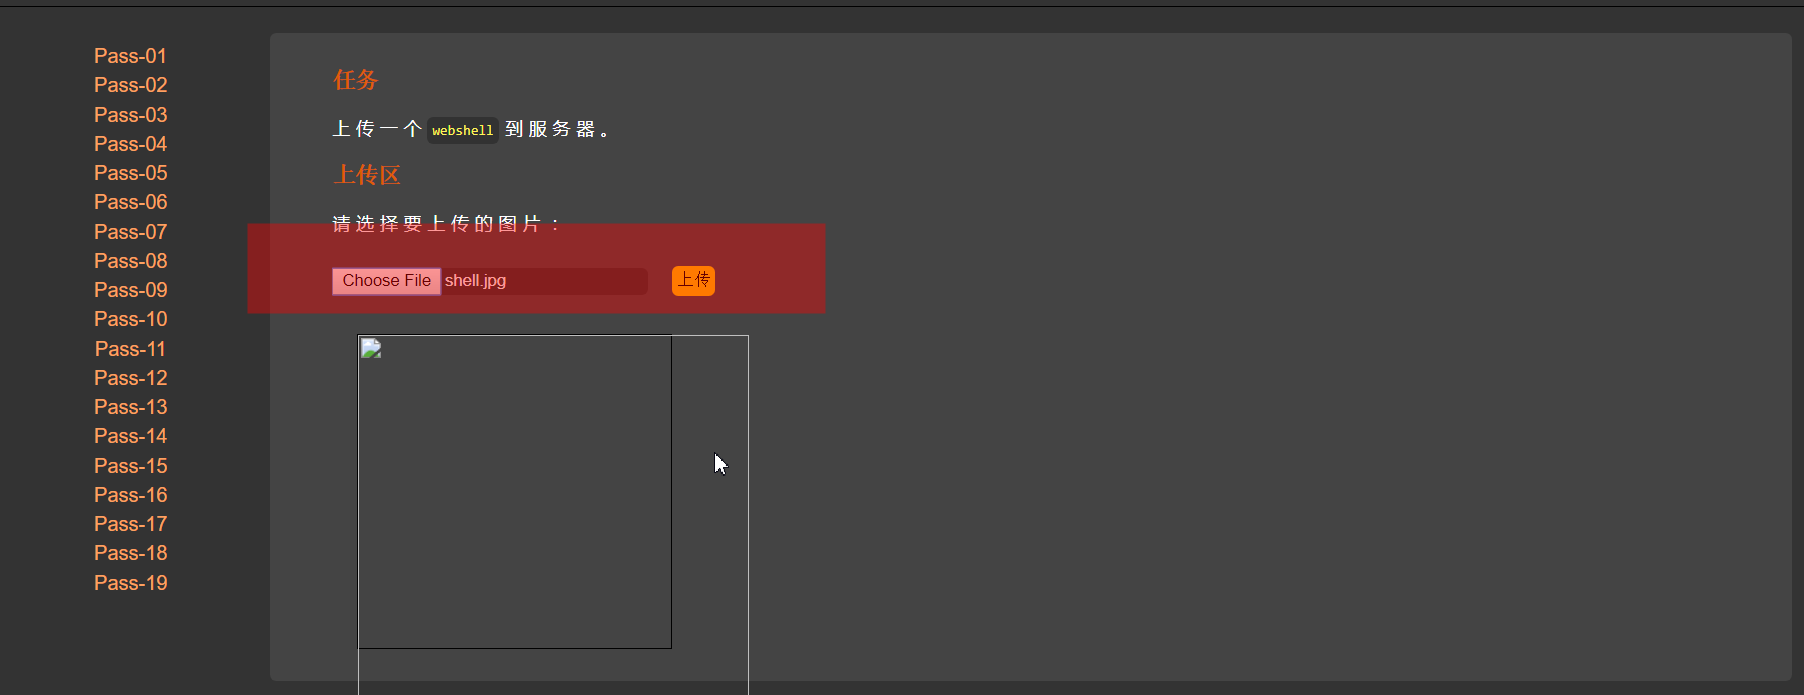 Pass-01
Pass-02
Pass-03
Pass-04
Pass-05
Pass-06
Pass-07
Pass-08
Pass-09
Pass-10
Pass-11
Pass-12
Pass-13
Pass-14
Pass-15
Pass-16
Pass-17
Pass-18
Pass-19
任务
上传一个 webshell 到服务器。
上传区
请选择要上传的图片：
Choose File shell.jpg 上传